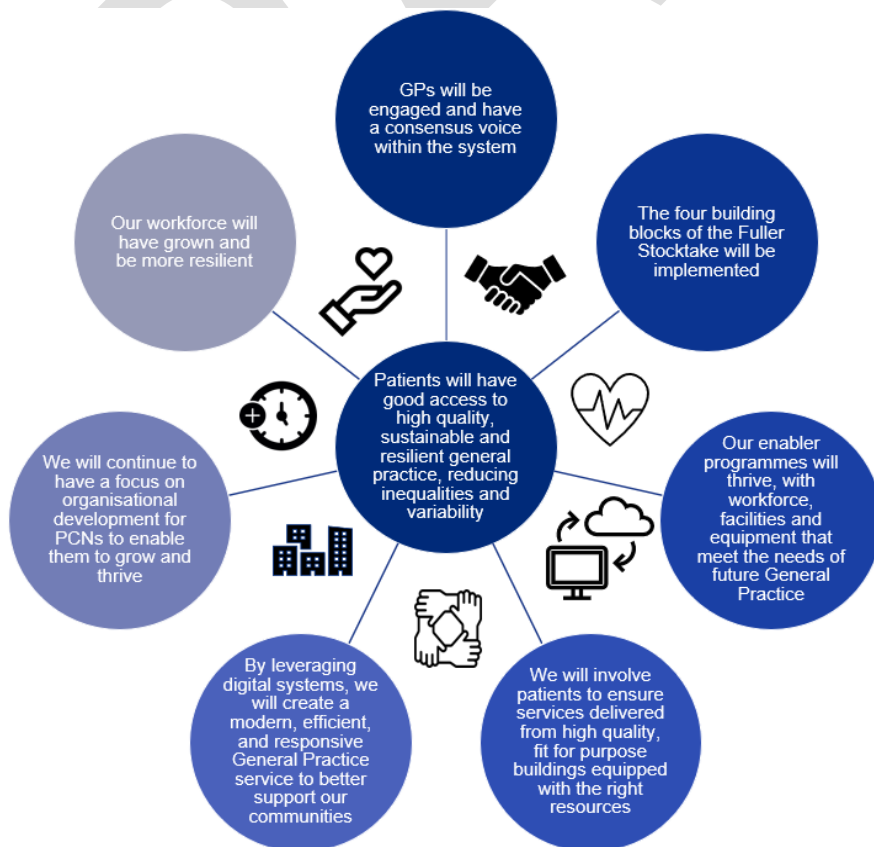 GPs will be
engaged and have
a consensus voice
within the system
The four building
blocks of the Fuller
Stocktake will be
implemented
Our enabler
programmes will
thrive, with
workforce,
facilities and
equipment that
meet the needs of
future General
Practice
We will involve
patients to ensure
services delivered
from high quality,
fit for purpose
buildings equipped
with the right
resources
By leveraging
digital systems, we
will create a
modern, efficient,
and responsive
General Practice
service to better
support our
communities
We will continue to
have a focus on
organisational
development for
PCNs to enable
them to grow and
thrive
Our workforce will
have grown and
be more resilient
Patients will have
good access to
high quality,
sustainable and
resilient general
practice, reducing
inequalities and
variability